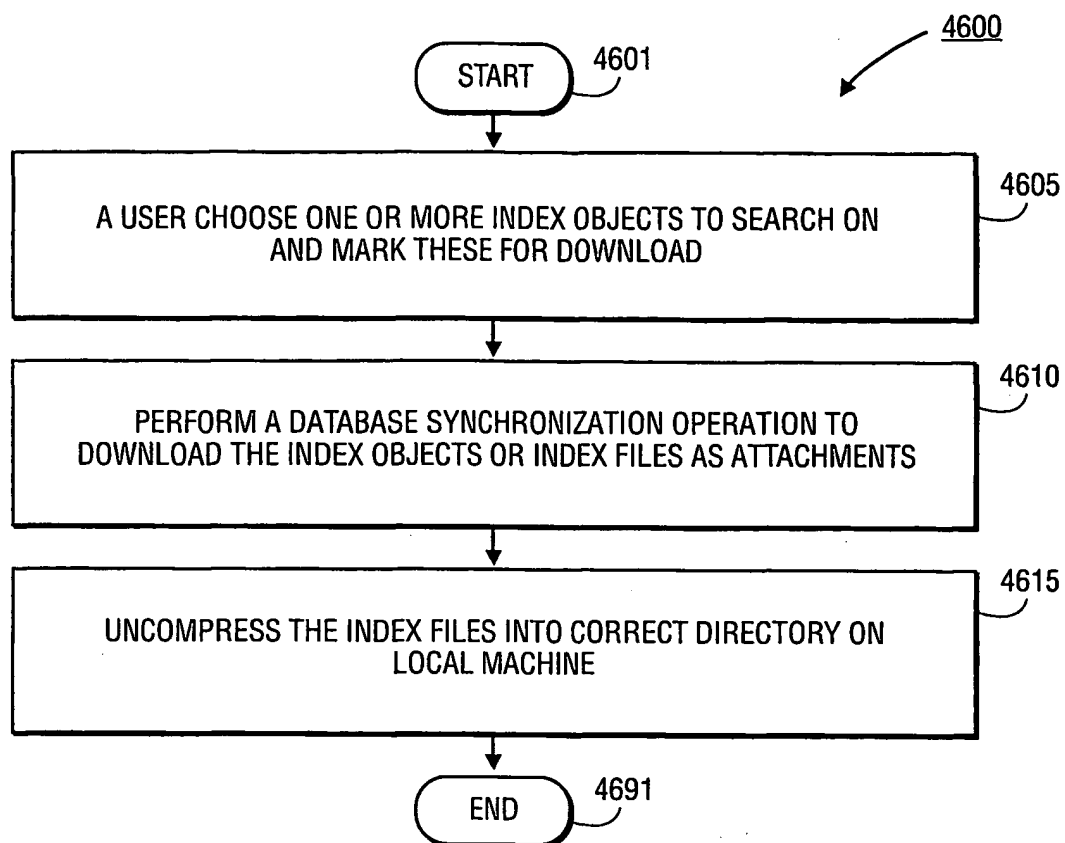 4600
START
4601
4605
A USER CHOOSE ONE OR MORE INDEX OBJECTS TO SEARCH ON
AND MARK THESE FOR DOWNLOAD
4610
PERFORM A DATABASE SYNCHRONIZATION OPERATION TO
DOWNLOAD THE INDEX OBJECTS OR INDEX FILES AS ATTACHMENTS
4615
UNCOMPRESS THE INDEX FILES INTO CORRECT DIRECTORY ON
LOCAL MACHINE
END
4691